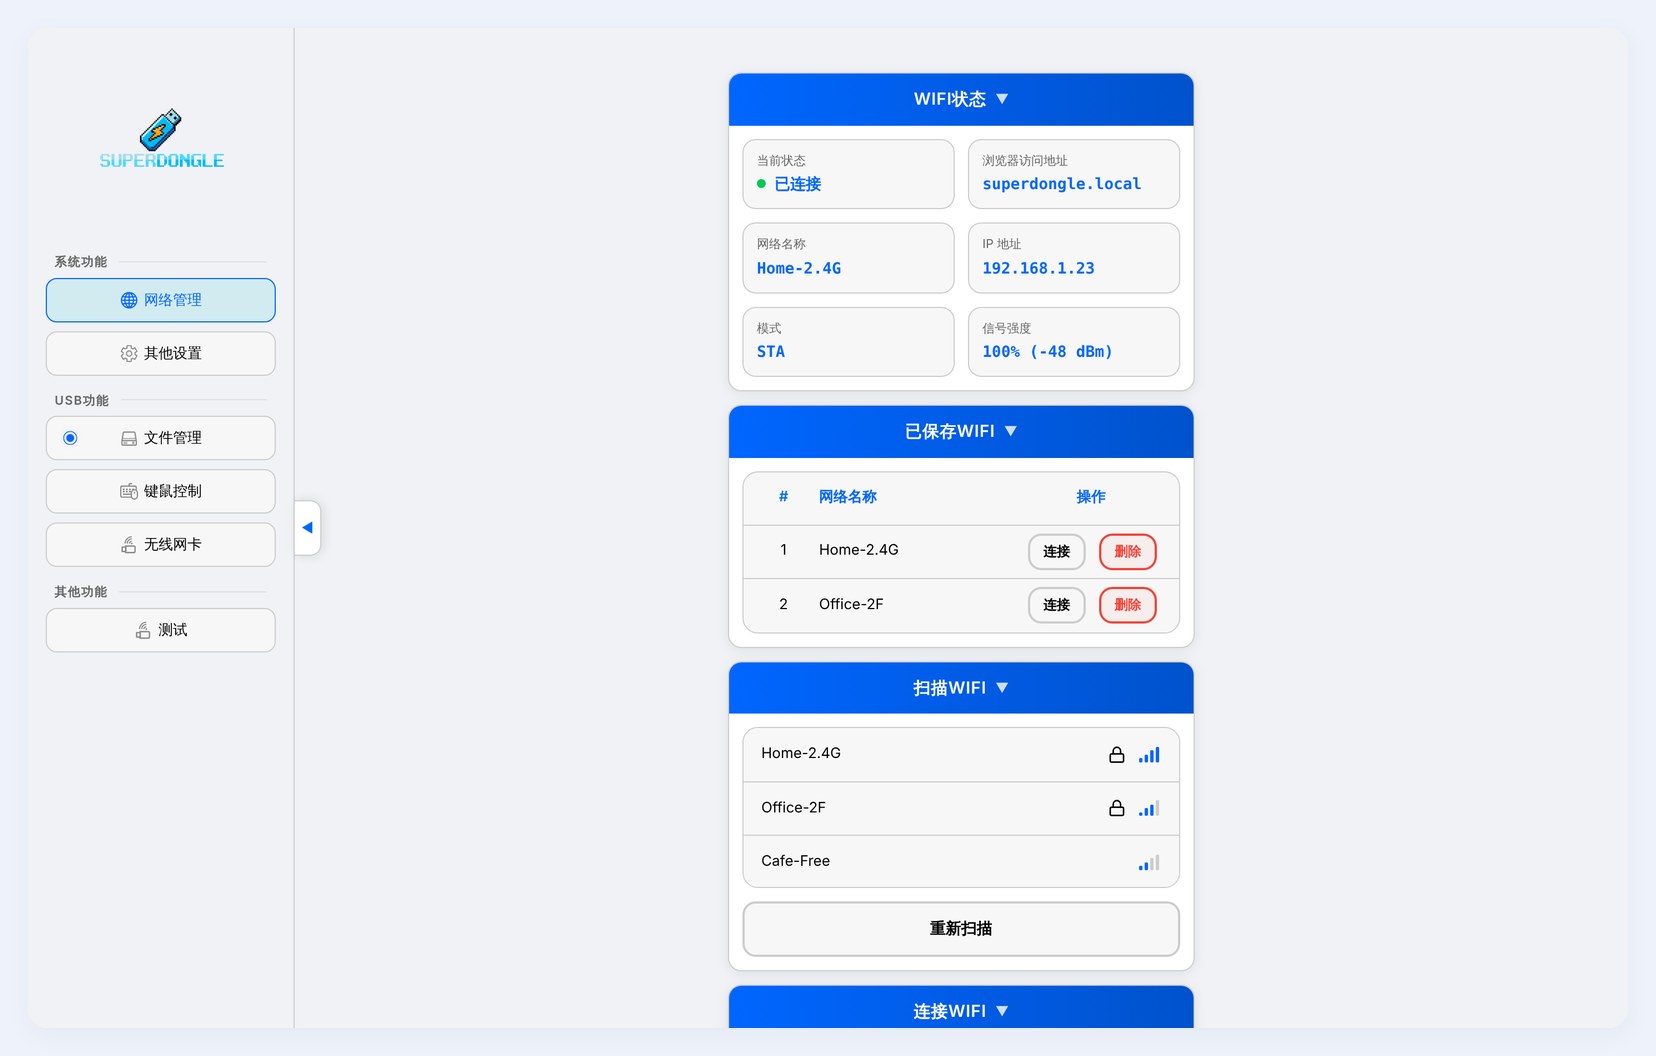 SUPERDONGLE
系统功能
网络管理
其他设置
USB功能
文件管理
键鼠控制
无线网卡
其他功能
测试
WIFI状态 ▼
当前状态
已连接
浏览器访问地址
superdongle.local
网络名称
Home-2.4G
IP 地址
192.168.1.23
模式
STA
信号强度
100% (-48 dBm)
已保存WIFI ▼
# 网络名称 操作
1 Home-2.4G 连接 删除
2 Office-2F 连接 删除
扫描WIFI ▼
Home-2.4G
Office-2F
Cafe-Free
重新扫描
连接WIFI ▼